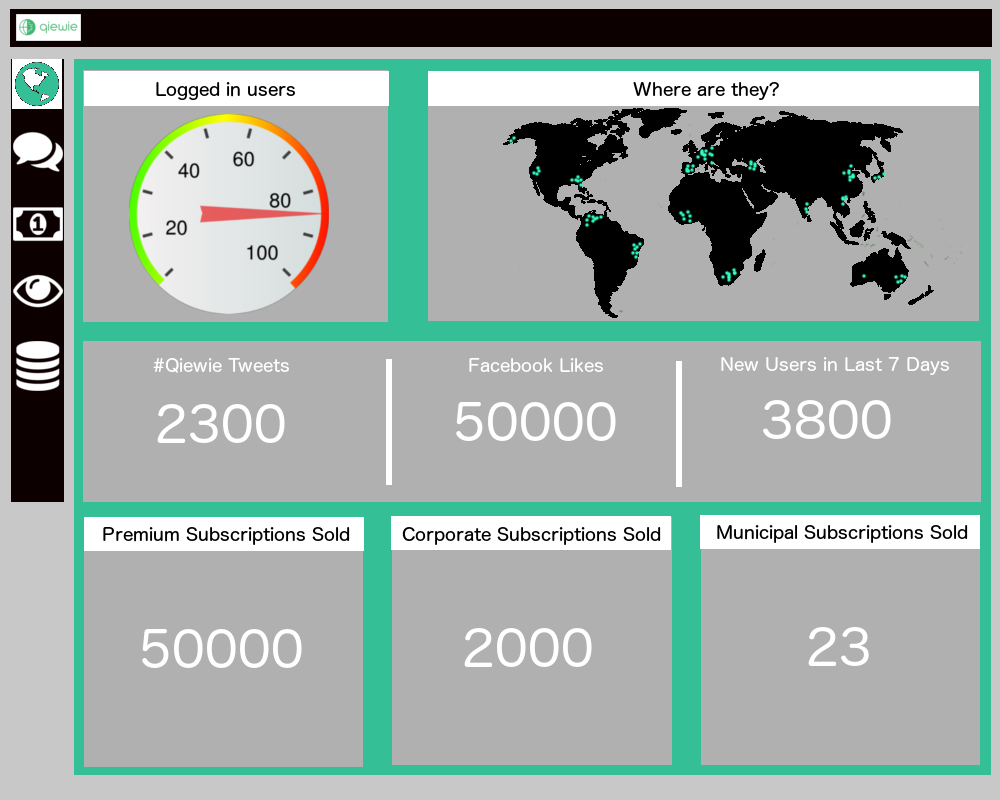 qiewie
Logged in users
Where are they?
20
40
60
80
100
1
#Qiewie Tweets
2300
Facebook Likes
50000
New Users in Last 7 Days
3800
Premium Subscriptions Sold
50000
Corporate Subscriptions Sold
2000
Municipal Subscriptions Sold
23